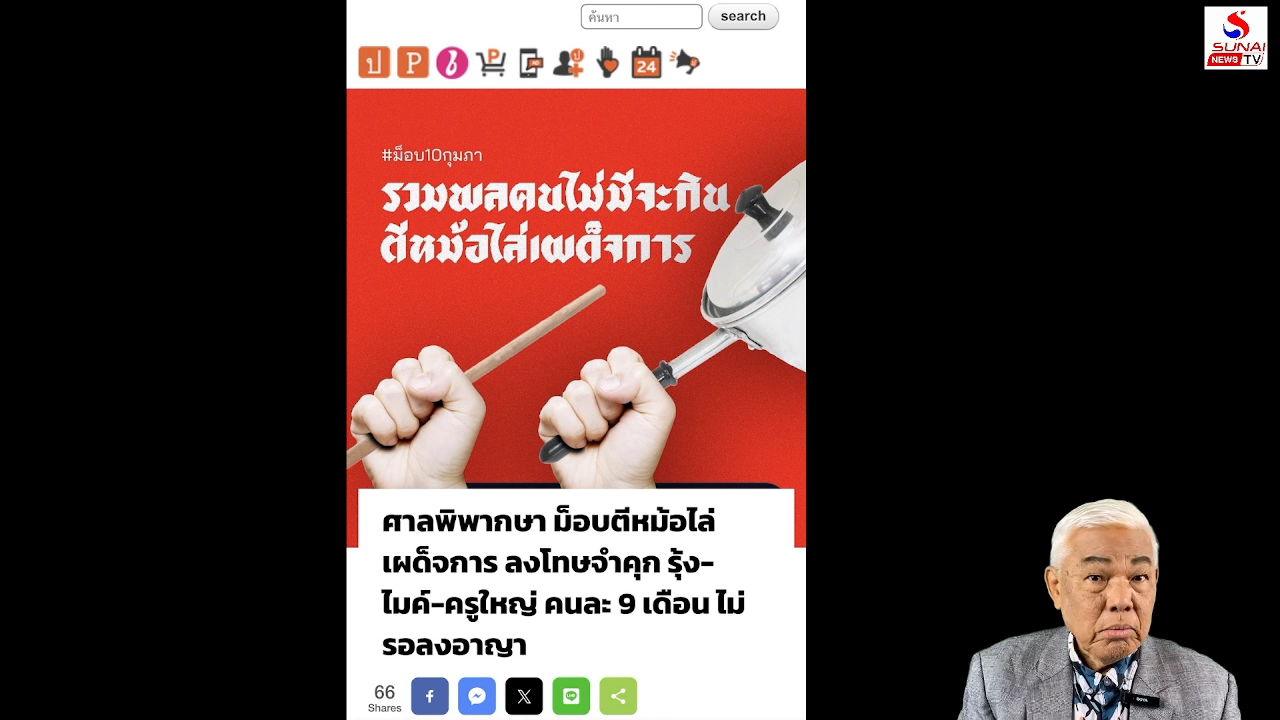 ค้นหา search
ป P 24
SUNAI
NEWS TV
#ม็อบ10กุมภา
รวมพลคนไม่มีจะกิน
ตีหม้อใส่เผด็จการ
ศาลพิพากษา ม็อบตีหม้อไล่
เผด็จการ ลงโทษจำคุก รุ้ง-
ไมค์-ครูใหญ่ คนละ 9 เดือน ไม่
รอลงอาญา
66
Shares